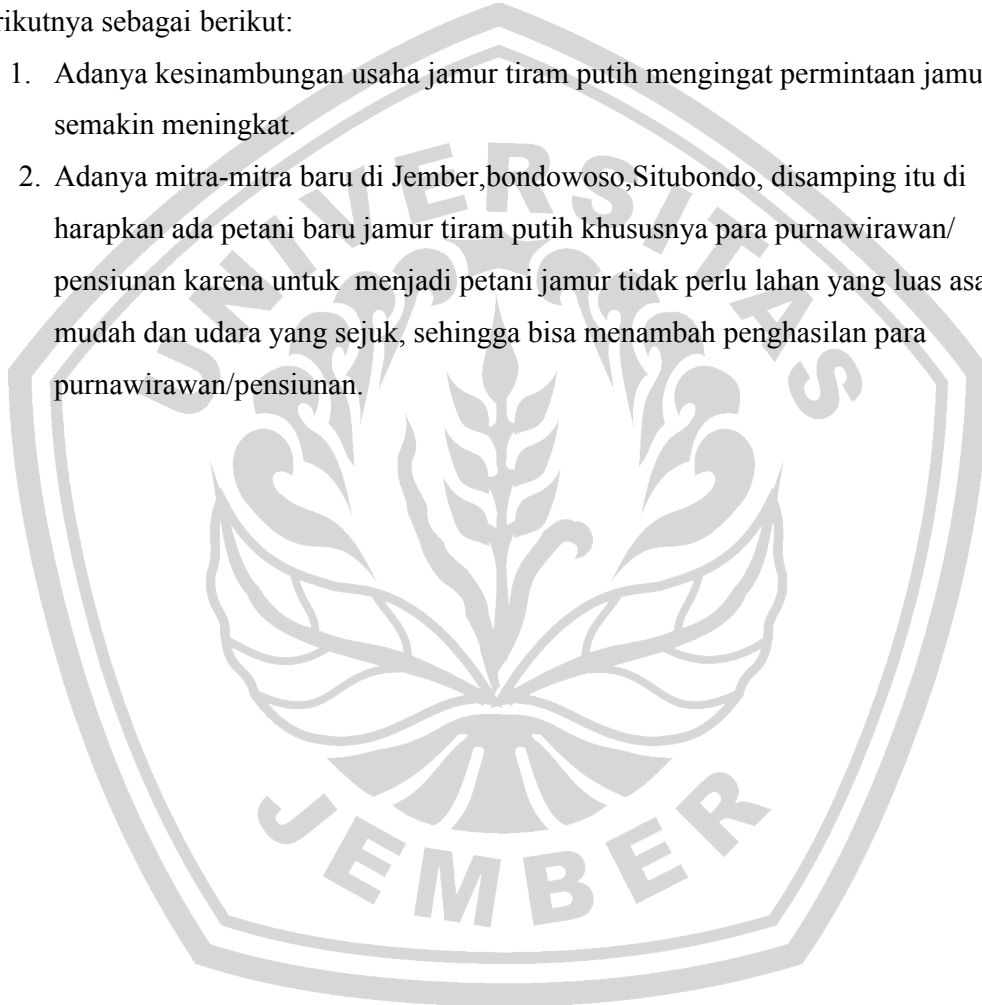 rikutnya sebagai berikut:
1. Adanya kesinambungan usaha jamur tiram putih mengingat permintaan jamu
semakin meningkat.
2. Adanya mitra-mitra baru di Jember,bondowoso,Situbondo, disamping itu di
harapkan ada petani baru jamur tiram putih khususnya para purnawirawan/
pensiunan karena untuk menjadi petani jamur tidak perlu lahan yang luas asa
mudah dan udara yang sejuk, sehingga bisa menambah penghasilan para
purnawirawan/pensiunan.
UNIVERSITAS
JEMBER